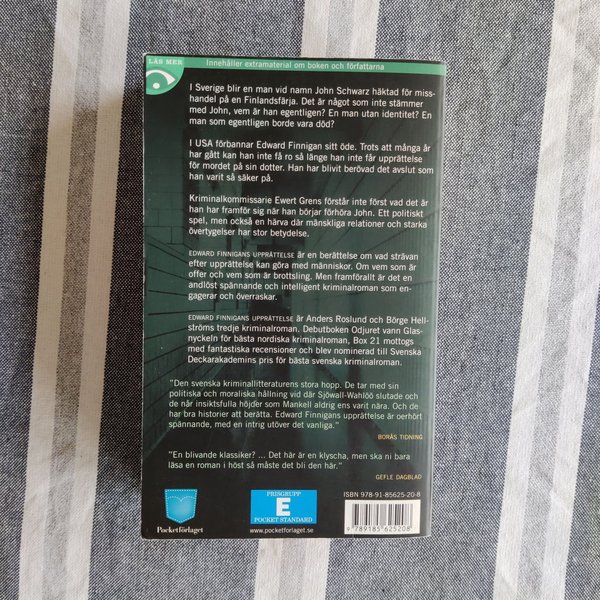 LÄS MER
Innehåller extramaterial om boken och författarna
I Sverige blir en man vid namn John Schwarz häktad för miss-
handel på en Finlandsfärja. Det är något som inte stämmer
med John, vem är han egentligen? En man utan identitet? En
man som egentligen borde vara död?
I USA förbannar Edward Finnigan sitt öde. Trots att många år
har gått kan han inte få ro så länge han inte får upprättelse
för mordet på sin dotter. Han har blivit berövad det avslut som
han varit så säker på.
Kriminalkommissarie Ewert Grens förstår inte först vad det är
han har framför sig när han börjar förhöra John. Ett politiskt
spel, men också en härva där mänskliga relationer och starka
övertygelser har stor betydelse.
EDWARD FINNIGANS UPPRÄTTELSE är en berättelse om vad strävan
efter upprättelse kan göra med människor. Om vem som är
offer och vem som är brottsling. Men framförallt är det en
andlöst spännande och intelligent kriminalroman som en-
gagerar och överraskar.
EDWARD FINNIGANS UPPRÄTTELSE är Anders Roslund och Börge Hell-
ströms tredje kriminalroman. Debutboken Odjuret vann Glas-
nyckeln för bästa nordiska kriminalroman, Box 21 mottogs
med fantastiska recensioner och blev nominerad till Svenska
Deckarakademins pris för bästa svenska kriminalroman.
"Den svenska kriminallitteraturens stora hopp. De tar med sin
politiska och moraliska hållning vid där Sjöwall-Wahlöö slutade och
de når insiktsfulla höjder som Mankell aldrig ens varit nära. Och de
har bra historier att berätta. Edward Finnigans upprättelse är oerhört
spännande, med en intrig utöver det vanliga."
BORÅS TIDNING
"En blivande klassiker? ... Det här är en klyscha, men ska ni bara
läsa en roman i höst så måste det bli den här."
GEFLE DAGBLAD
Pocketförlaget
PRISGRUPP
E
POCKET STANDARD
www.pocketforlaget.se
ISBN 978-91-85625-20-8
9 789185 625208